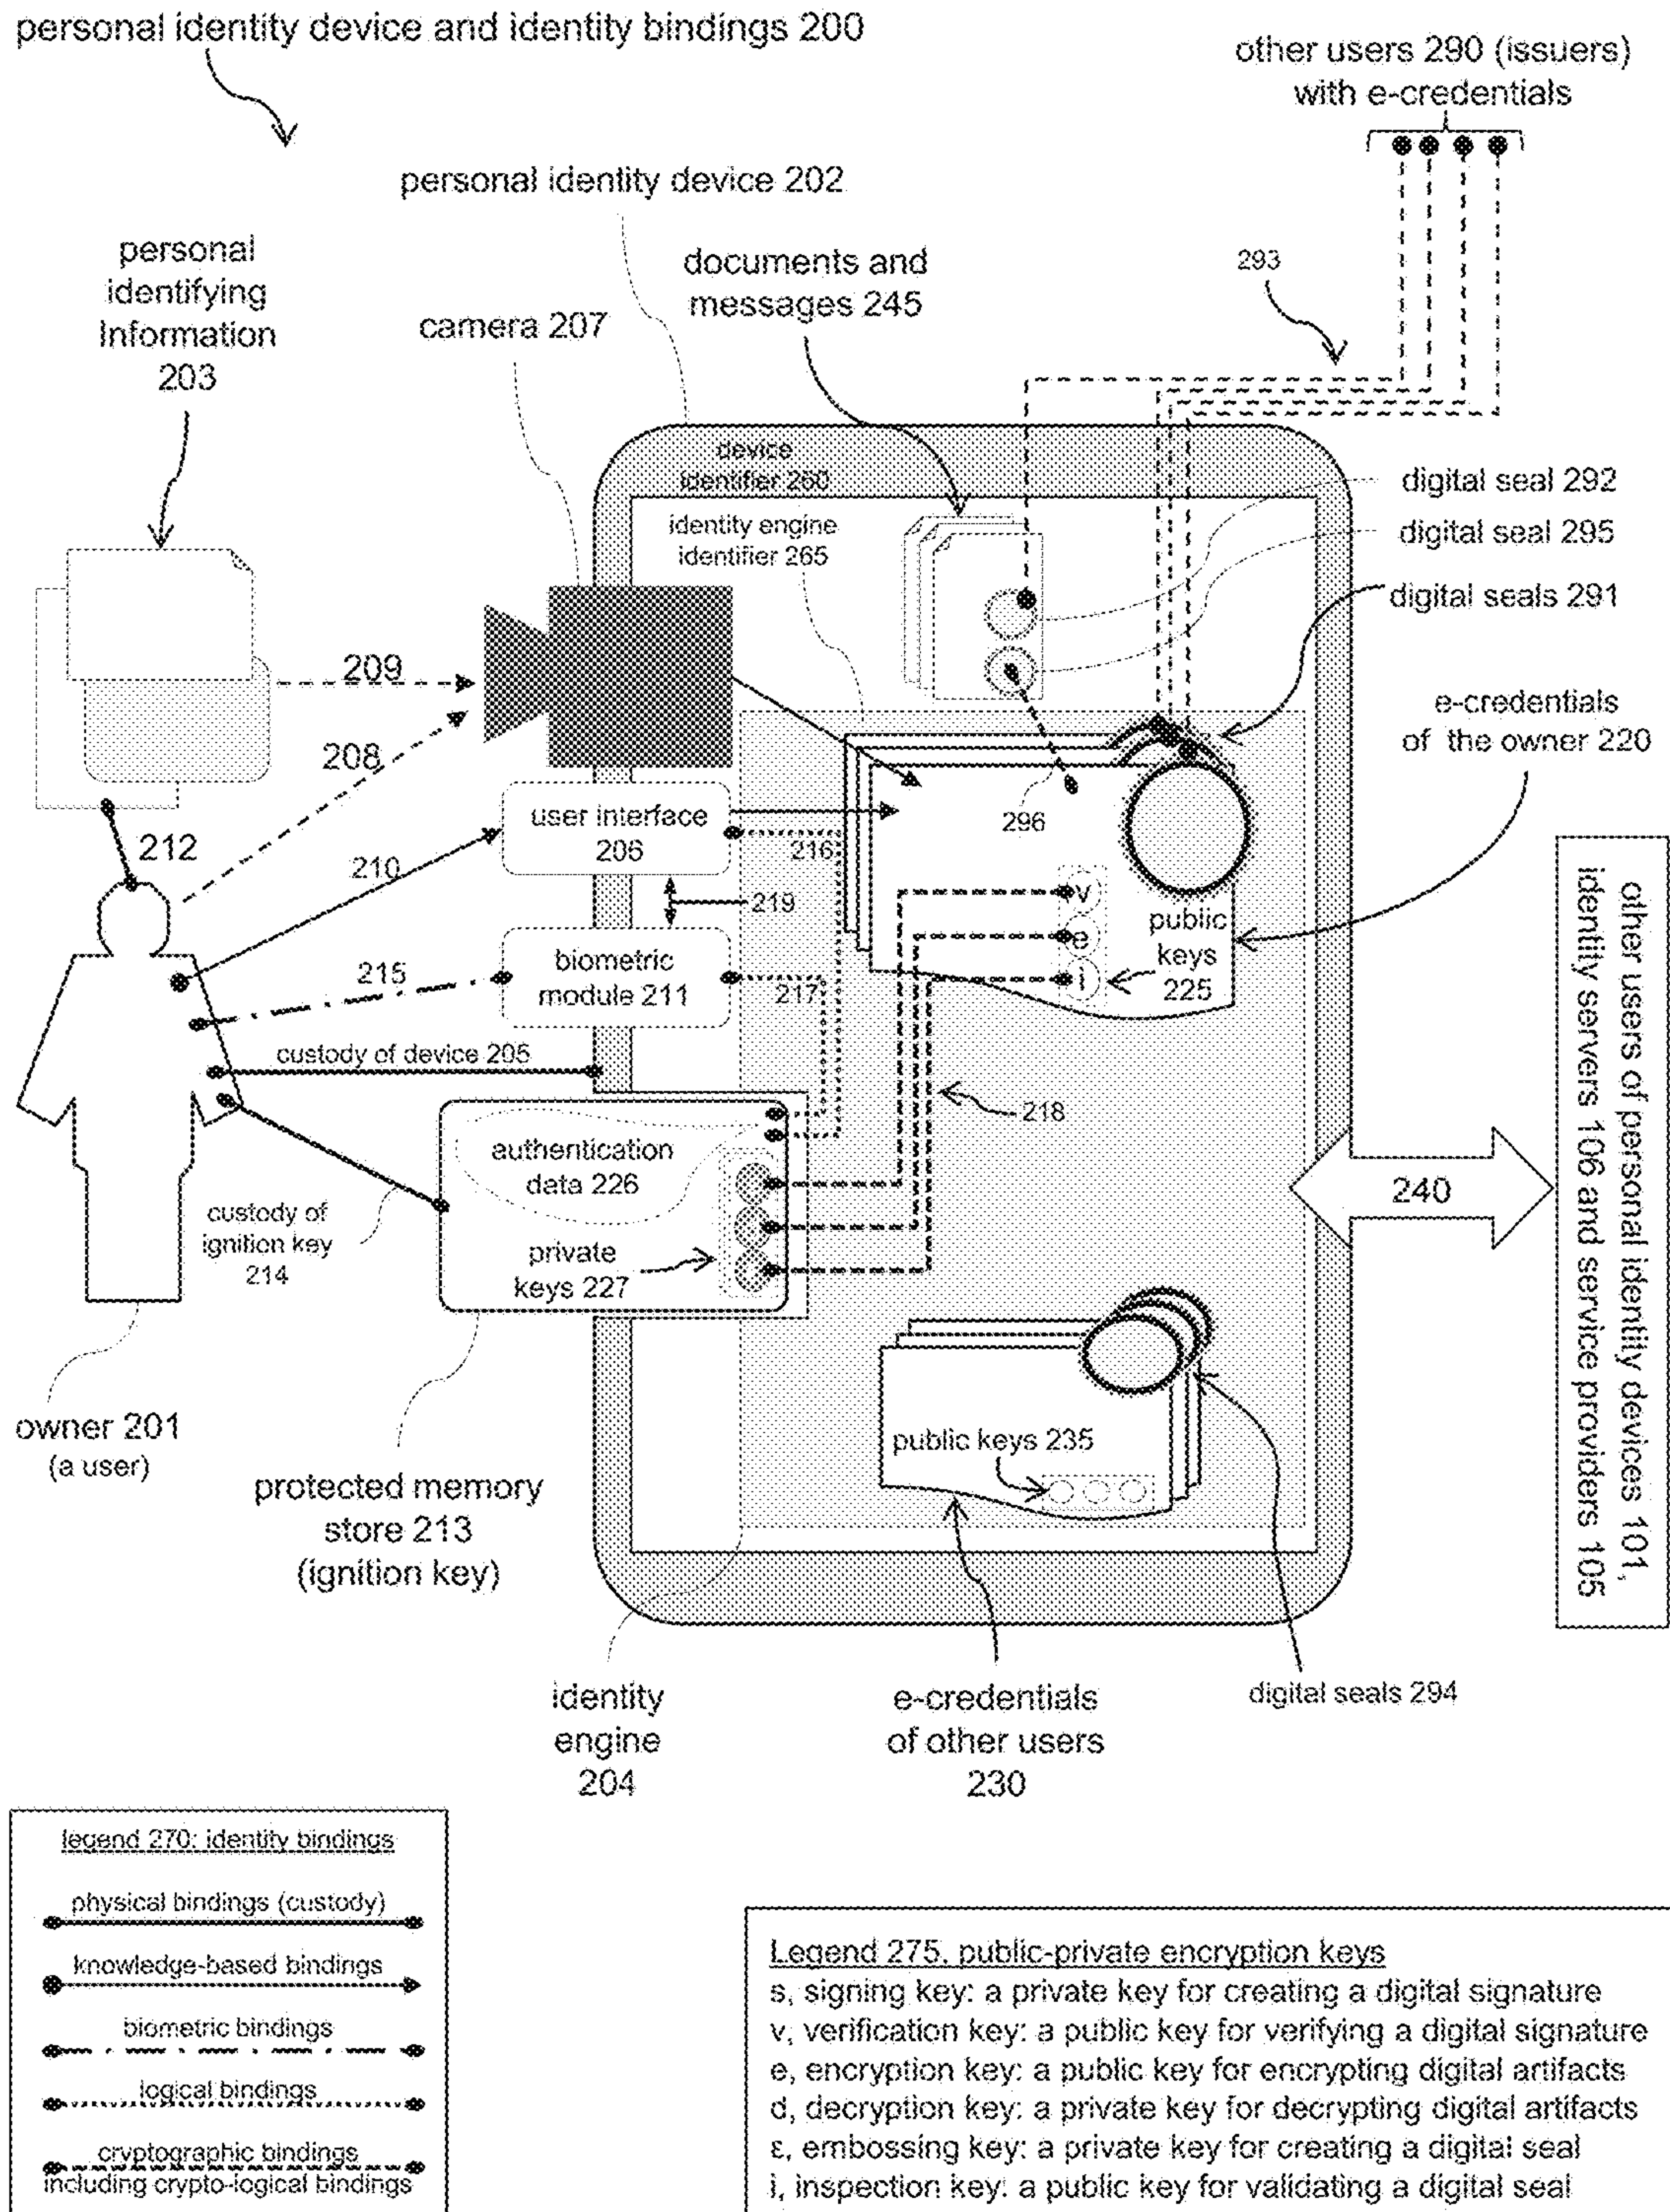 personal identity device and identity bindings 200
other users 290 (issuers)
with e-credentials
personal identity device 202
personal
identifying
Information
203
documents and
messages 245
293
camera 207
device
identifier 260
identity engine
identifier 265
digital seal 292
digital seal 295
digital seals 291
e-credentials
of the owner 220
209
208
212
210
user interface
206
216
219
296
v
e
i
public
keys
225
215
biometric
module 211
217
custody of device 205
218
authentication
data 226
private
keys 227
custody of
ignition key
214
240
other users of personal identity devices 101,
identity servers 106 and service providers 105
owner 201
(a user)
protected memory
store 213
(ignition key)
public keys 235
identity
engine
204
e-credentials
of other users
230
digital seals 294
legend 270: identity bindings
physical bindings (custody)
knowledge-based bindings
biometric bindings
logical bindings
cryptographic bindings
including crypto-logical bindings
Legend 275. public-private encryption keys
s, signing key: a private key for creating a digital signature
v, verification key: a public key for verifying a digital signature
e, encryption key: a public key for encrypting digital artifacts
d, decryption key: a private key for decrypting digital artifacts
ε, embossing key: a private key for creating a digital seal
i, inspection key: a public key for validating a digital seal